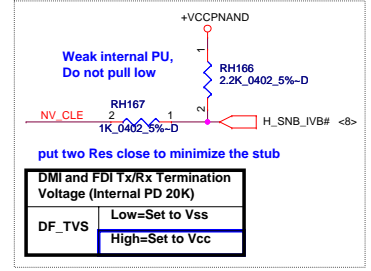 +VCCPNAND
Weak internal PU,
Do not pull low
1
RH166
2.2K_0402_5%~D
2
RH167
NV_CLE 2 1 H_SNB_IVB# <8>
1K_0402_5%~D
put two Res close to minimize the stub
DMI and FDI Tx/Rx Termination
Voltage (Internal PD 20K)
DF_TVS
Low=Set to Vss
High=Set to Vcc